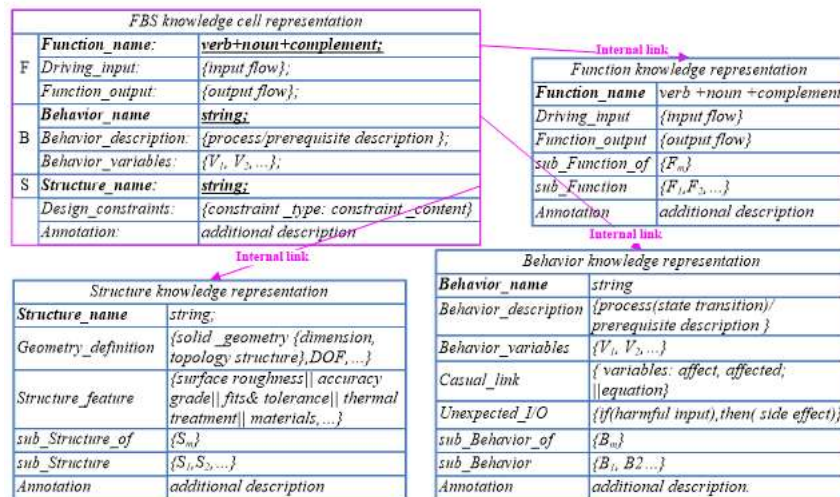 FBS knowledge cell representation
F
Function_name: verb+noun+complement;
Driving_input: {input flow};
Function_output: {output flow};
B
Behavior_name string;
Behavior_description: {process/prerequisite description };
Behavior_variables: {V1, V2,...};
S
Structure_name: string;
Design_constraints: {constraint _type: constraint _content}
Annotation: additional description
Internal link
Function knowledge representation
Function_name verb +noun +complement
Driving_input {input flow}
Function_output {output flow}
sub_Function_of {Fm}
sub_Function {F1,F2,...}
Annotation additional description
Internal link
Internal link
Structure knowledge representation
Structure_name string;
Geometry_definition {solid _geometry {dimension,
topology structure},DOF,...}
Structure_feature {surface roughness|| accuracy
grade|| fits& tolerance|| thermal
treatment|| materials,...}
sub_Structure_of {Sm}
sub_Structure {S1,S2,...}
Annotation additional description
Behavior knowledge representation
Behavior_name string
Behavior_description {process(state transition)/
prerequisite description }
Behavior_variables {V1, V2,...}
Casual_link { variables: affect, affected;
||equation}
Unexpected_I/O {if(harmful input),then( side effect)}
sub_Behavior_of {Bm}
sub_Behavior {B1, B2...}
Annotation additional description.